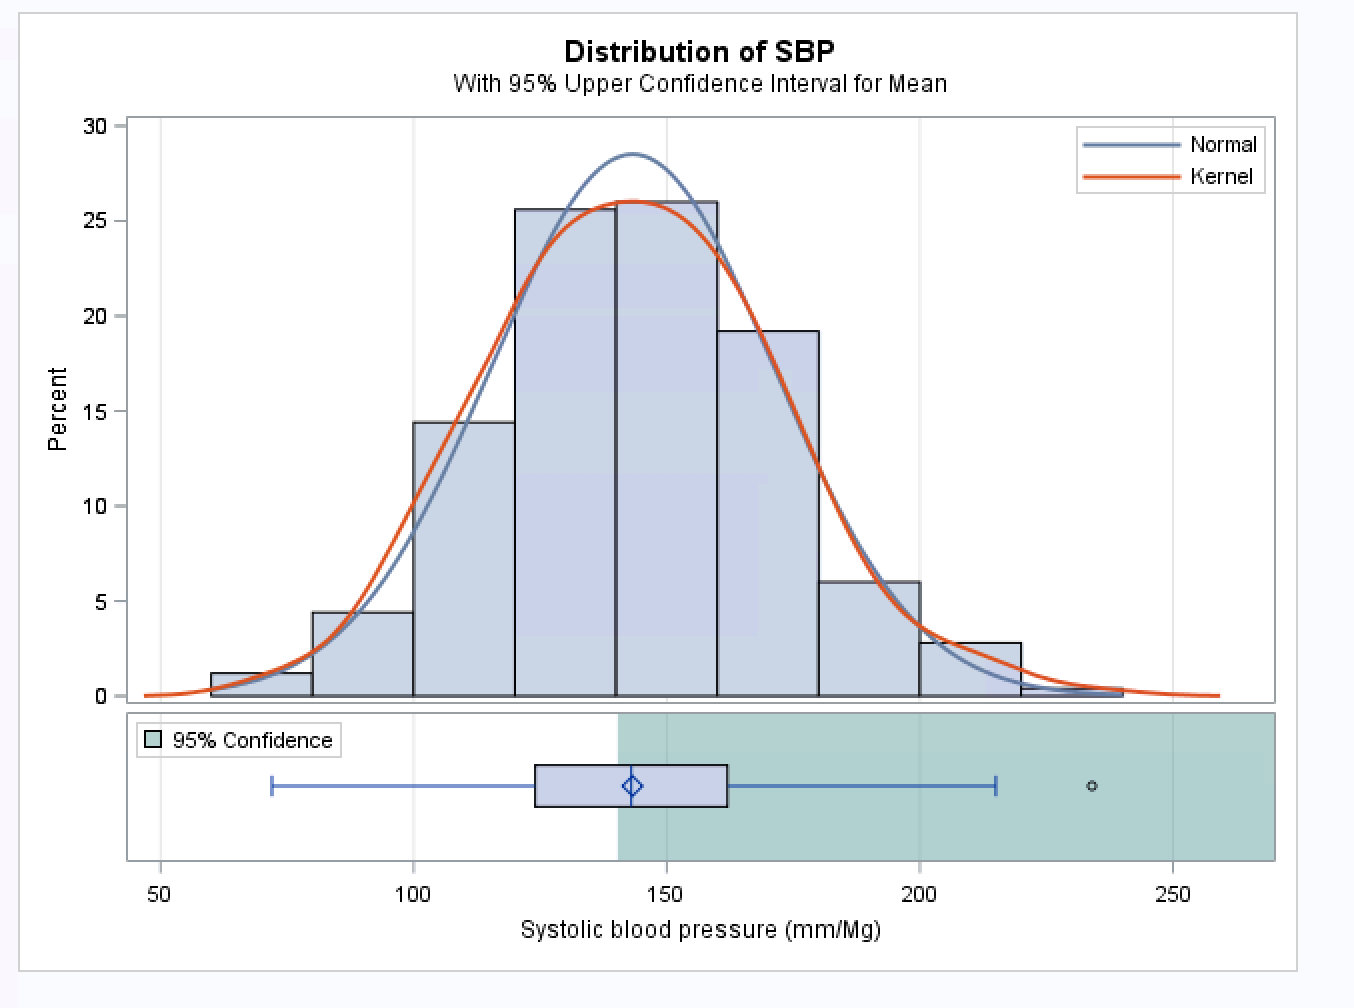 Distribution of SBP
With 95% Upper Confidence Interval for Mean
30
25
20
15
10
5
0
Percent
Normal
Kernel
95% Confidence
50 100 150 200 250
Systolic blood pressure (mm/Mg)